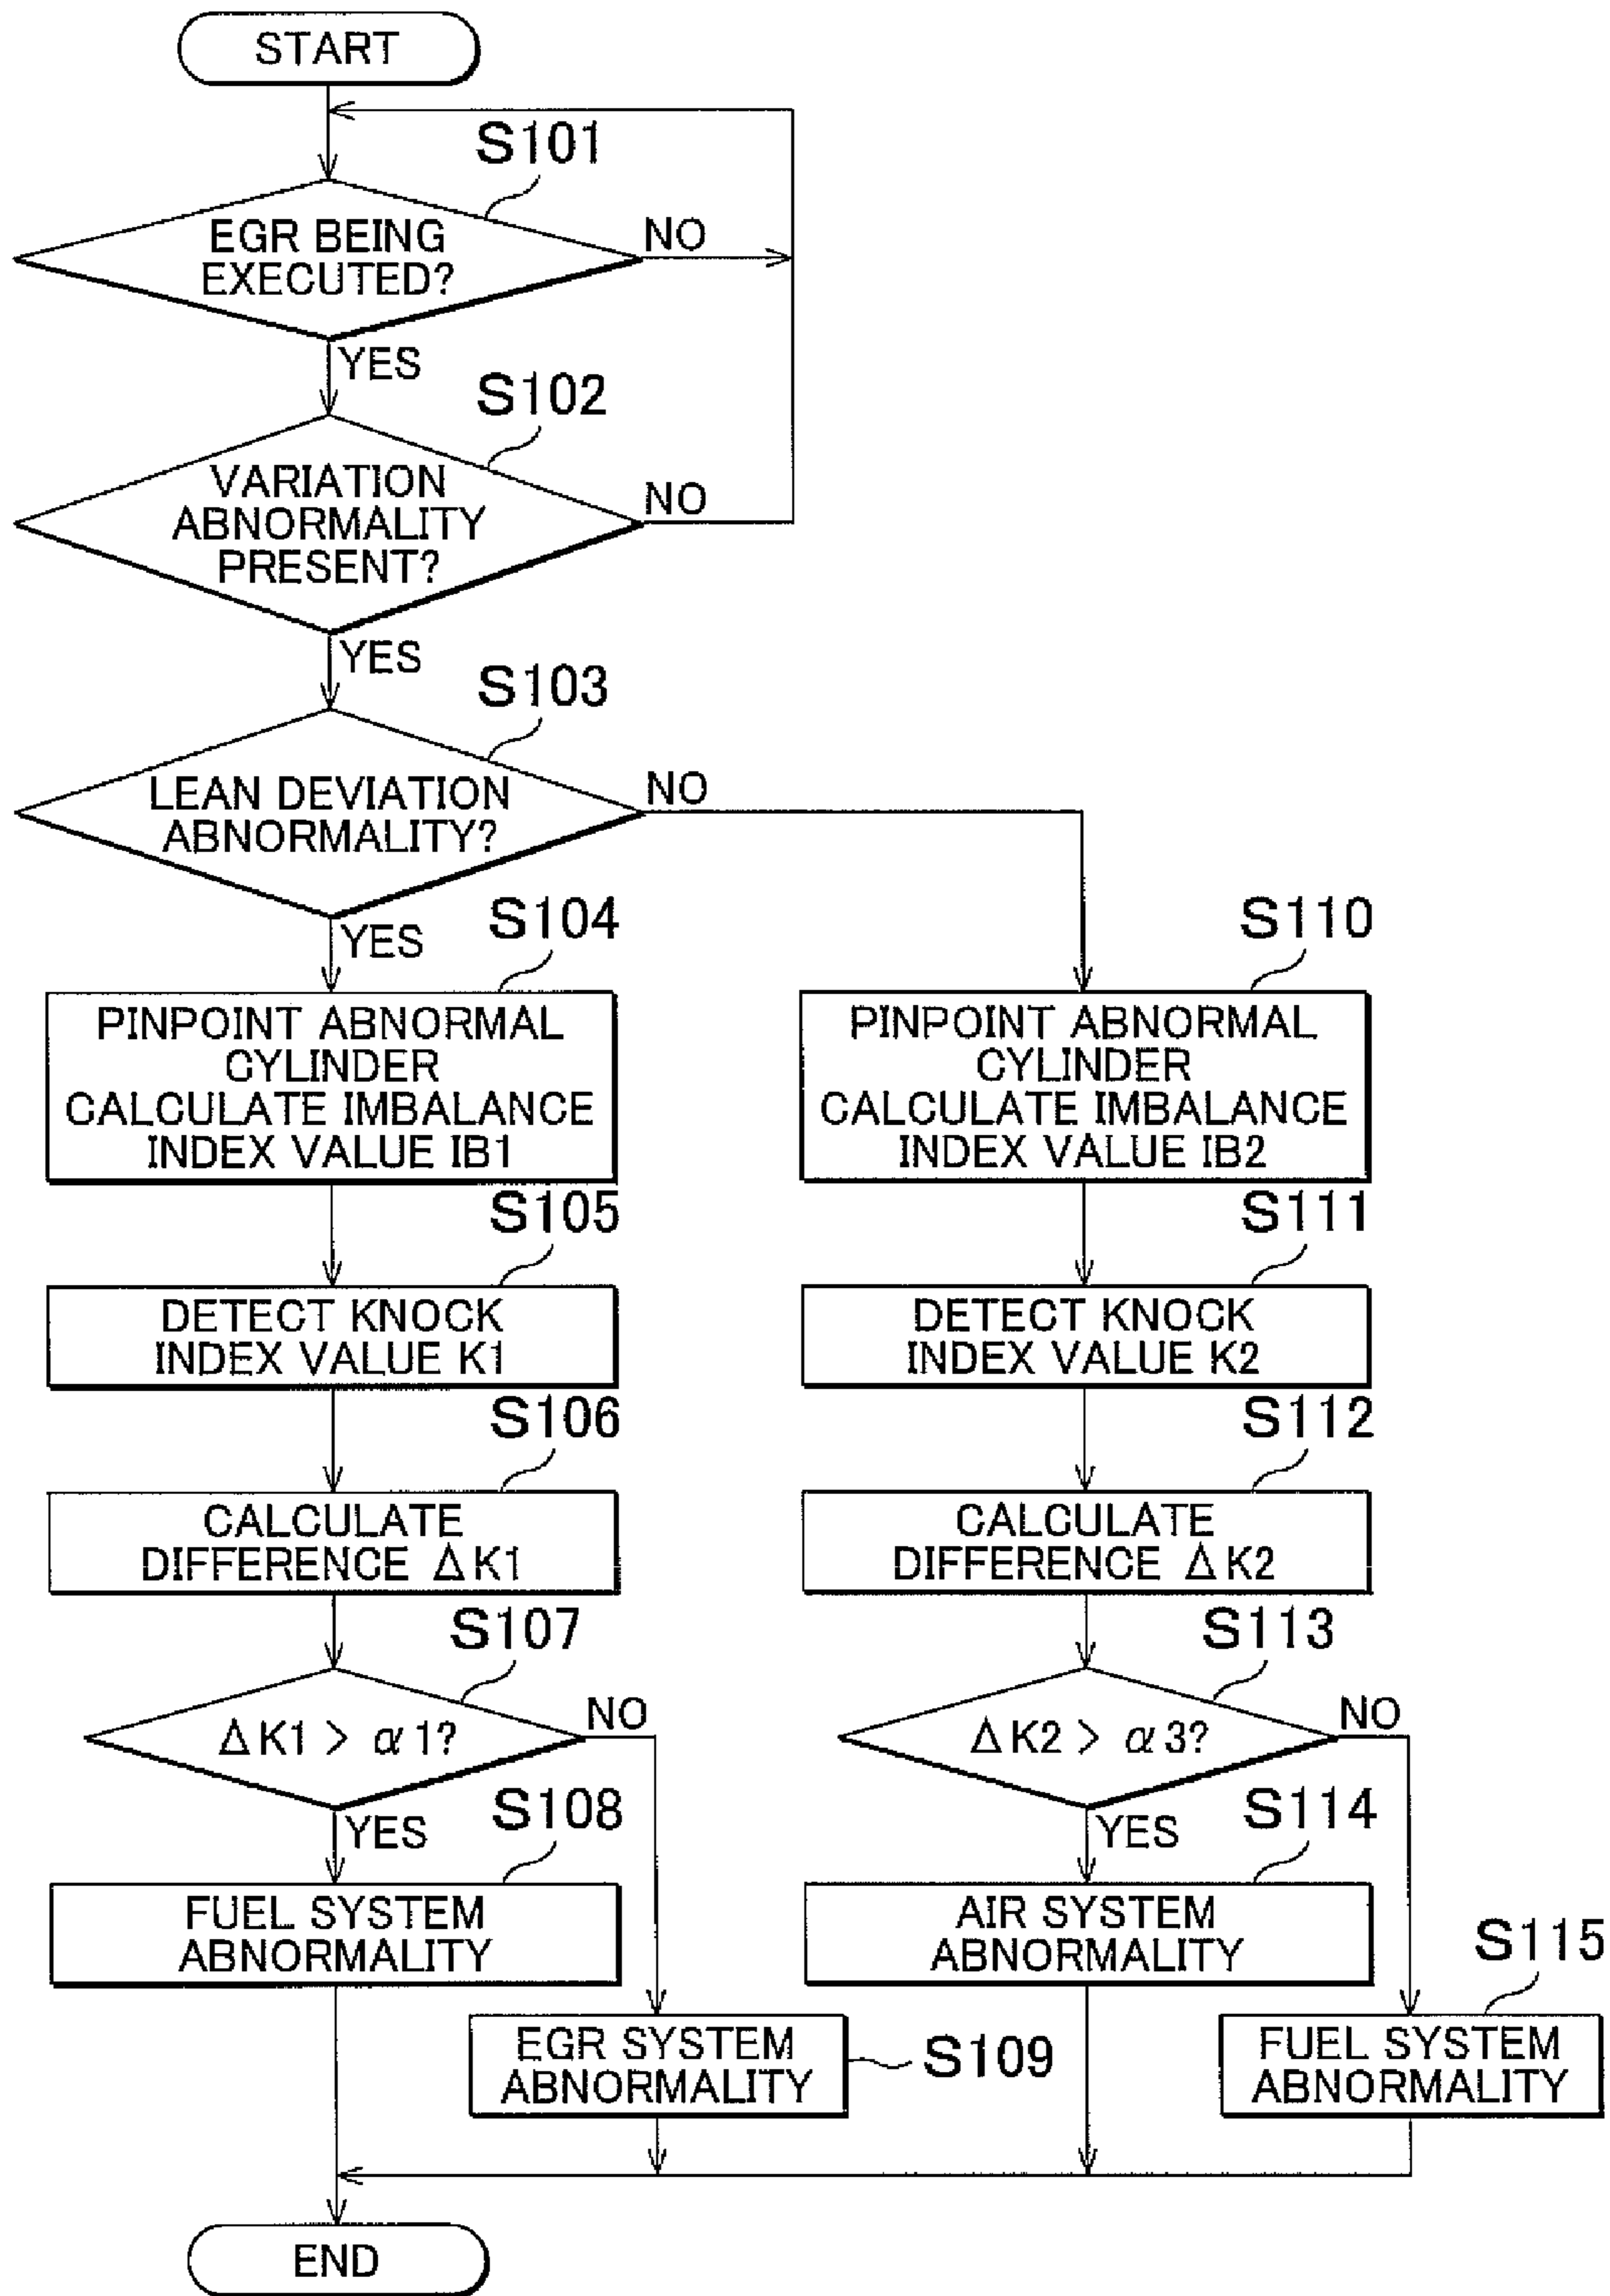 START
S101
EGR BEING
EXECUTED?
NO
YES
S102
VARIATION
ABNORMALITY
PRESENT?
NO
YES
S103
LEAN DEVIATION
ABNORMALITY?
NO
YES
S104
PINPOINT ABNORMAL
CYLINDER
CALCULATE IMBALANCE
INDEX VALUE IB1
S105
DETECT KNOCK
INDEX VALUE K1
S106
CALCULATE
DIFFERENCE ΔK1
S107
ΔK1 > α1?
NO
YES
S108
FUEL SYSTEM
ABNORMALITY
EGR SYSTEM
ABNORMALITY
S109
S110
PINPOINT ABNORMAL
CYLINDER
CALCULATE IMBALANCE
INDEX VALUE IB2
S111
DETECT KNOCK
INDEX VALUE K2
S112
CALCULATE
DIFFERENCE ΔK2
S113
ΔK2 > α3?
NO
YES
S114
AIR SYSTEM
ABNORMALITY
S115
FUEL SYSTEM
ABNORMALITY
END